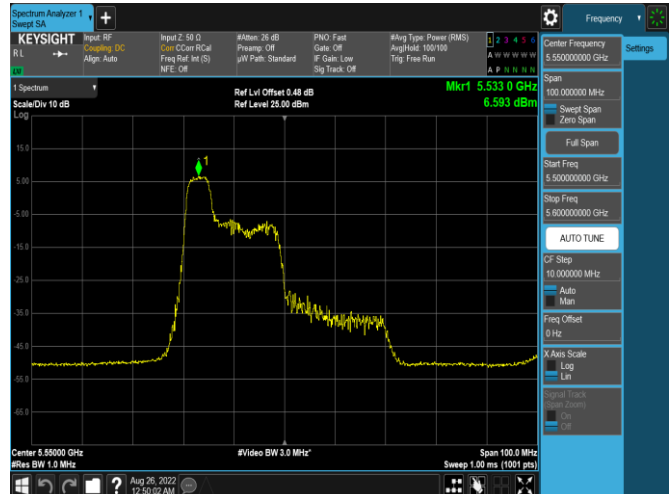 Spectrum Analyzer 1
Swept SA
Frequency
KEYSIGHT
RL
LXI
Input: RF
Coupling: DC
Align: Auto
Input Z: 50 Ω
Corr CCorr RCal
Freq Ref: Int (S)
NFE: Off
#Atten: 26 dB
Preamp: Off
µW Path: Standard
PNO: Fast
Gate: Off
IF Gain: Low
Sig Track: Off
#Avg Type: Power (RMS)
Avg|Hold: 100/100
Trig: Free Run
1 2 3 4 5 6
A W W W W W
A P N N N N
1 Spectrum
Scale/Div 10 dB
Log
Ref Lvl Offset 0.48 dB
Ref Level 25.00 dBm
Mkr1 5.533 0 GHz
6.593 dBm
15.0
5.00
-5.00
-15.0
-25.0
-35.0
-45.0
-55.0
-65.0
1
Center 5.55000 GHz
#Res BW 1.0 MHz
#Video BW 3.0 MHz*
Span 100.0 MHz
Sweep 1.00 ms (1001 pts)
Center Frequency
5.550000000 GHz
Settings
Span
100.000000 MHz
Swept Span
Zero Span
Full Span
Start Freq
5.500000000 GHz
Stop Freq
5.600000000 GHz
AUTO TUNE
CF Step
10.000000 MHz
Auto
Man
Freq Offset
0 Hz
X Axis Scale
Log
Lin
Signal Track
(Span Zoom)
On
Off
?
Aug 26, 2022
12:50:02 AM